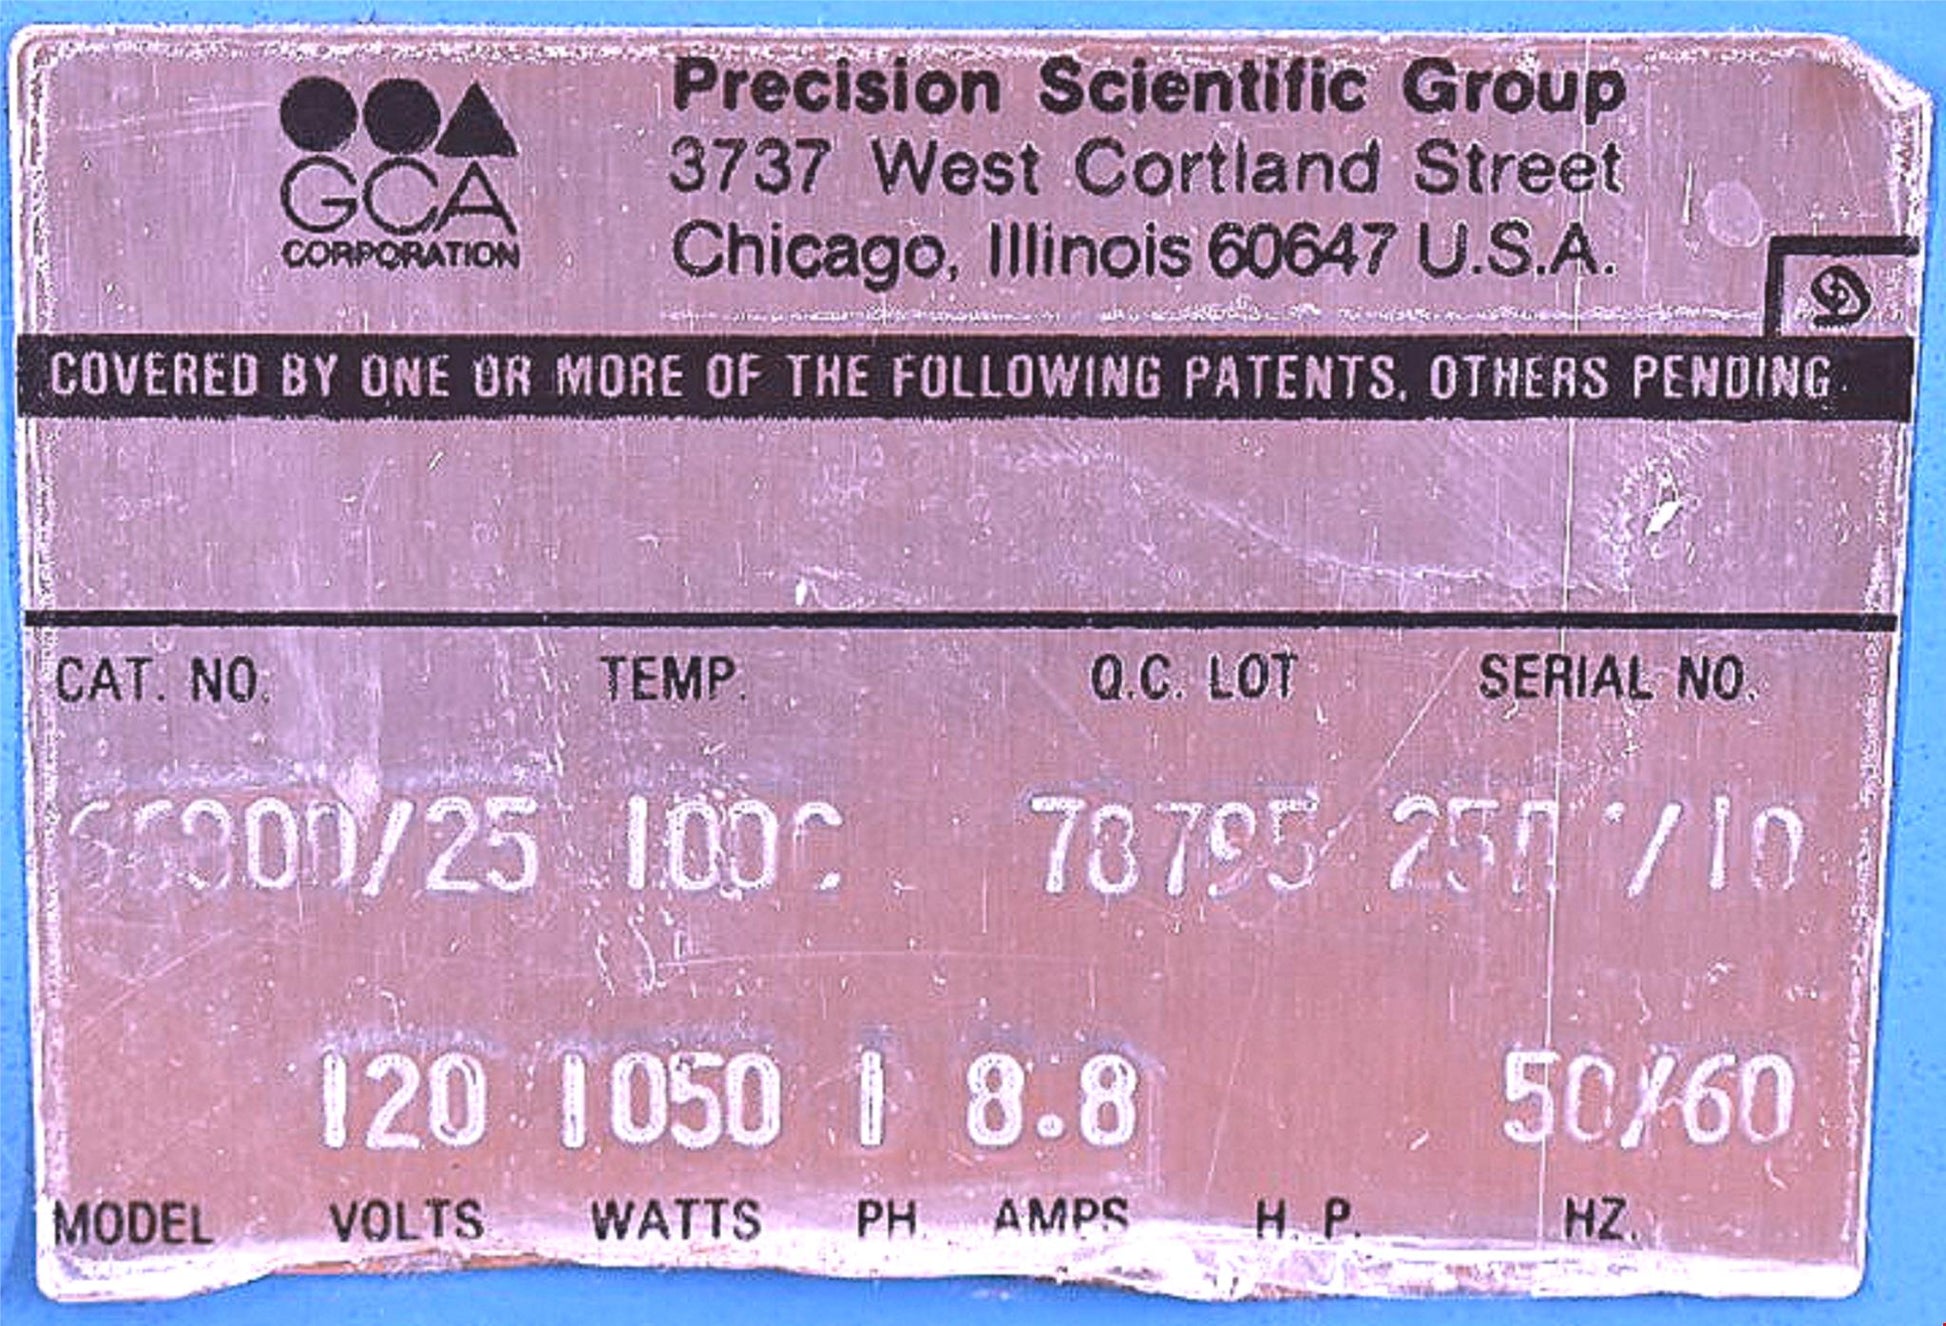 GCA
CORPORATION
Precision Scientific Group
3737 West Cortland Street
Chicago, Illinois 60647 U.S.A.
COVERED BY ONE OR MORE OF THE FOLLOWING PATENTS, OTHERS PENDING
CAT. NO. TEMP. Q.C. LOT SERIAL NO.
100C
120 1050 1 8.8 50/60
MODEL VOLTS WATTS PH. AMPS H.P. HZ.